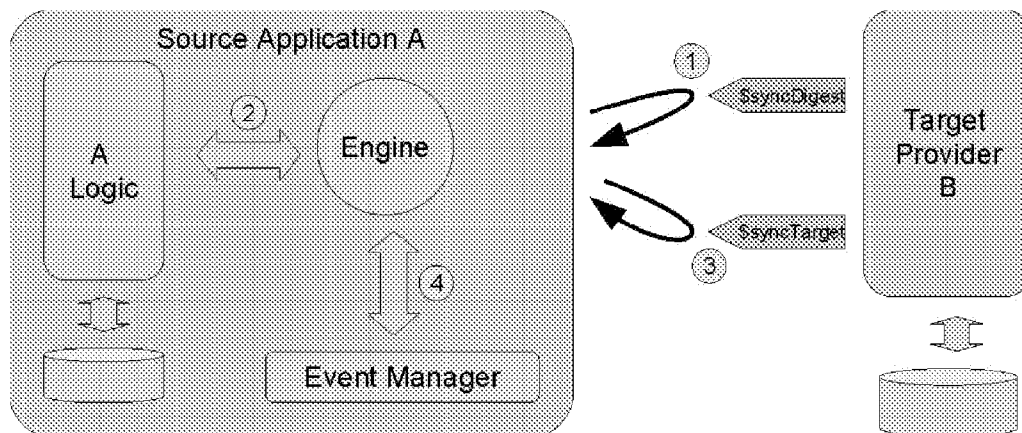 Source Application A
1
$syncDigest
2
Engine
A
Logic
Target
Provider
B
$syncTarget
3
4
Event Manager